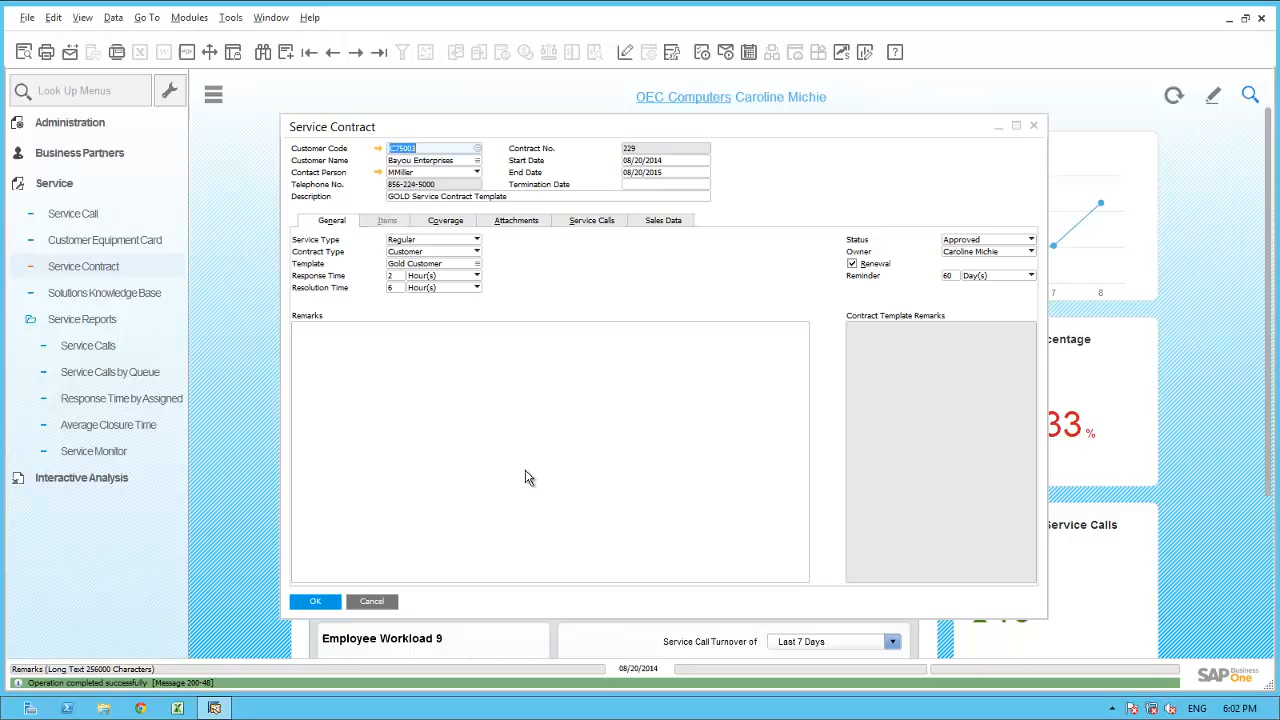 File Edit View Data Go To Modules Tools Window Help
Look Up Menus
OEC Computers Caroline Michie
Administration
Business Partners
Service
Service Call
Customer Equipment Card
Service Contract
Solutions Knowledge Base
Service Reports
Service Calls
Service Calls by Queue
Response Time by Assigned
Average Closure Time
Service Monitor
Interactive Analysis
Service Contract
Customer Code C75003 Contract No. 229
Customer Name Bayou Enterprises Start Date 08/20/2014
Contact Person MMiller End Date 08/20/2015
Telephone No. 856-224-5000 Termination Date
Description GOLD Service Contract Template
General Items Coverage Attachments Service Calls Sales Data
Service Type Regular Status Approved
Contract Type Customer Owner Caroline Michie
Template Gold Customer Renewal
Response Time 2 Hour(s) Reminder 60 Day(s)
Resolution Time 6 Hour(s)
Remarks Contract Template Remarks
OK Cancel
7 8
centage
33 %
Service Calls
Employee Workload 9
Service Call Turnover of Last 7 Days
Remarks (Long Text 256000 Characters) 08/20/2014
Operation completed successfully [Message 200-48]
SAP Business One
ENG 6:02 PM